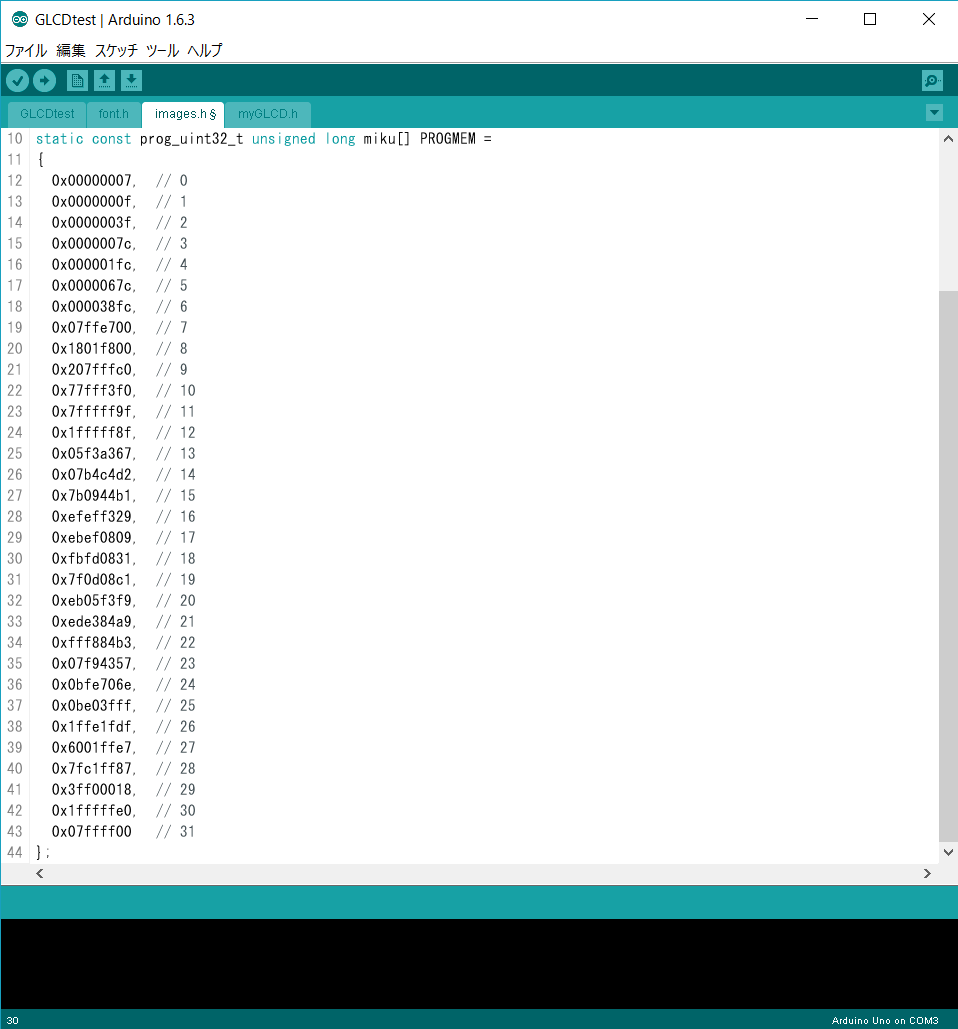 GLCDtest | Arduino 1.6.3
ファイル 編集 スケッチ ツール ヘルプ
GLCDtest font.h images.h § myGLCD.h
10 static const prog_uint32_t unsigned long miku[] PROGMEM =
11 {
12 0x00000007, // 0
13 0x0000000f, // 1
14 0x0000003f, // 2
15 0x0000007c, // 3
16 0x000001fc, // 4
17 0x0000067c, // 5
18 0x000038fc, // 6
19 0x07ffe700, // 7
20 0x1801f800, // 8
21 0x207fffc0, // 9
22 0x77fff3f0, // 10
23 0x7fffff9f, // 11
24 0x1fffff8f, // 12
25 0x05f3a367, // 13
26 0x07b4c4d2, // 14
27 0x7b0944b1, // 15
28 0xefeff329, // 16
29 0xebef0809, // 17
30 0xfbfd0831, // 18
31 0x7f0d08c1, // 19
32 0xeb05f3f9, // 20
33 0xede384a9, // 21
34 0xfff884b3, // 22
35 0x07f94357, // 23
36 0x0bfe706e, // 24
37 0x0be03fff, // 25
38 0x1ffe1fdf, // 26
39 0x6001ffe7, // 27
40 0x7fc1ff87, // 28
41 0x3ff00018, // 29
42 0x1fffffe0, // 30
43 0x07ffff00 // 31
44 };
30 Arduino Uno on COM3